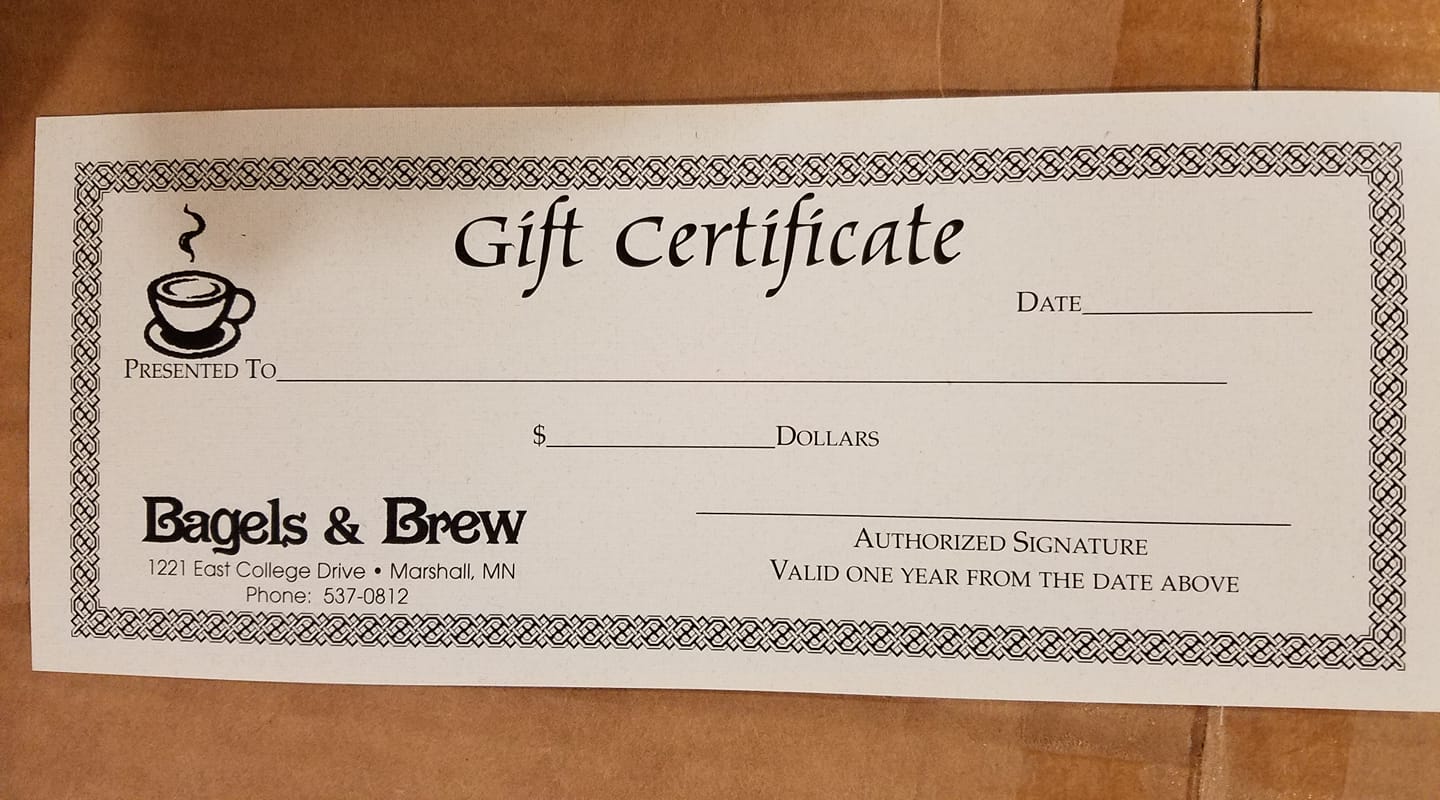 Gift Certificate
DATE
PRESENTED TO
$ DOLLARS
Bagels & Brew
1221 East College Drive • Marshall, MN
Phone: 537-0812
AUTHORIZED SIGNATURE
VALID ONE YEAR FROM THE DATE ABOVE